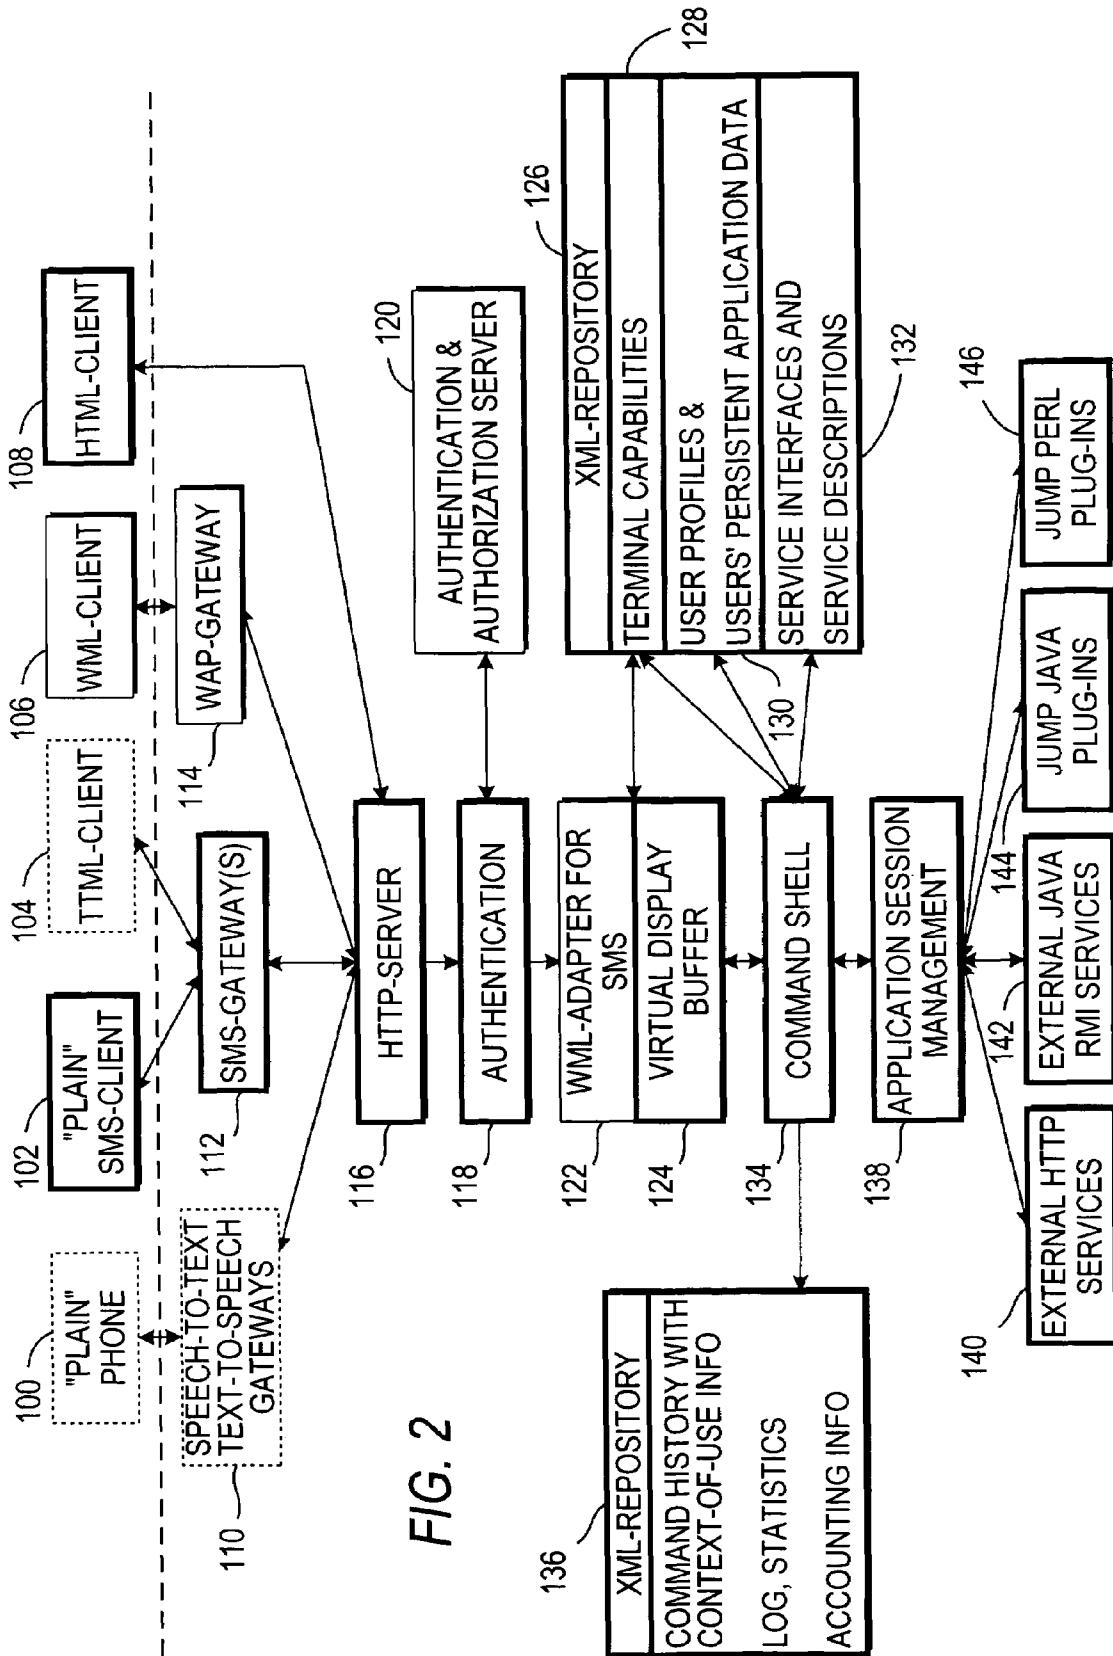 100
"PLAIN"
PHONE
102
"PLAIN"
SMS-CLIENT
104
TTML-CLIENT
106
WML-CLIENT
108
HTML-CLIENT
SPEECH-TO-TEXT
TEXT-TO-SPEECH
GATEWAYS
110
112
SMS-GATEWAY(S)
114
WAP-GATEWAY
116
HTTP-SERVER
118
AUTHENTICATION
120
AUTHENTICATION &
AUTHORIZATION SERVER
FIG. 2
122
WML-ADAPTER FOR
SMS
124
VIRTUAL DISPLAY
BUFFER
126
XML-REPOSITORY
128
TERMINAL CAPABILITIES
USER PROFILES &
USERS' PERSISTENT APPLICATION DATA
130
SERVICE INTERFACES AND
SERVICE DESCRIPTIONS
132
134
COMMAND SHELL
136
XML-REPOSITORY
COMMAND HISTORY WITH
CONTEXT-OF-USE INFO
LOG, STATISTICS
ACCOUNTING INFO
138
APPLICATION SESSION
MANAGEMENT
140
EXTERNAL HTTP
SERVICES
142
EXTERNAL JAVA
RMI SERVICES
144
JUMP JAVA
PLUG-INS
146
JUMP PERL
PLUG-INS